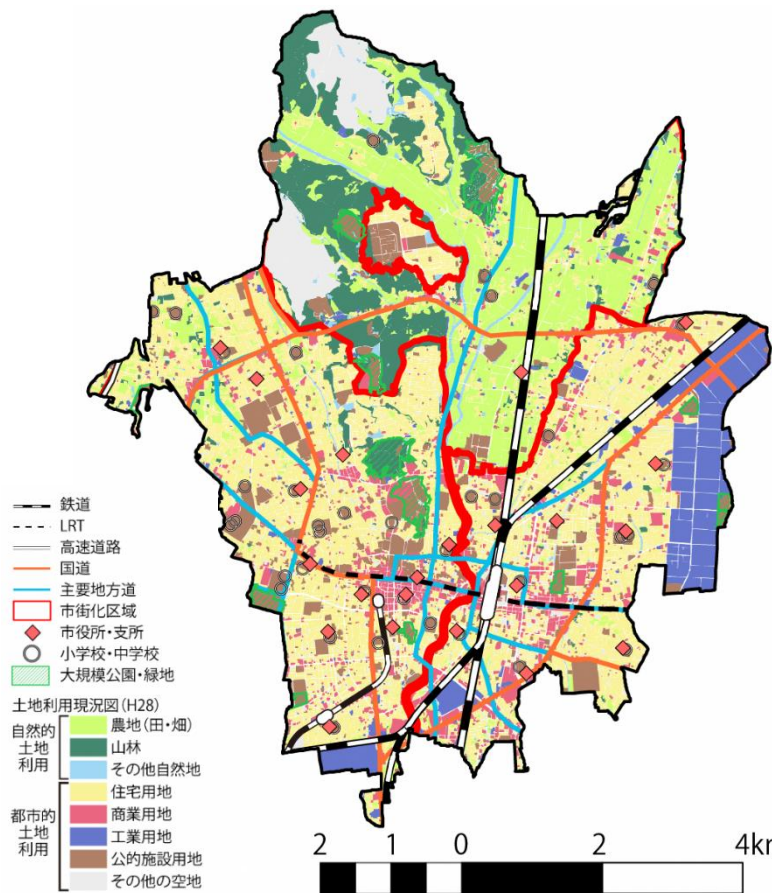 鉄道
LRT
高速道路
国道
主要地方道
市街化区域
市役所・支所
小学校・中学校
大規模公園・緑地
土地利用現況図(H28)
自然的
土地
利用
農地(田・畑)
山林
その他自然地
都市的
土地
利用
住宅用地
商業用地
工業用地
公的施設用地
その他の空地
2 1 0 2 4km